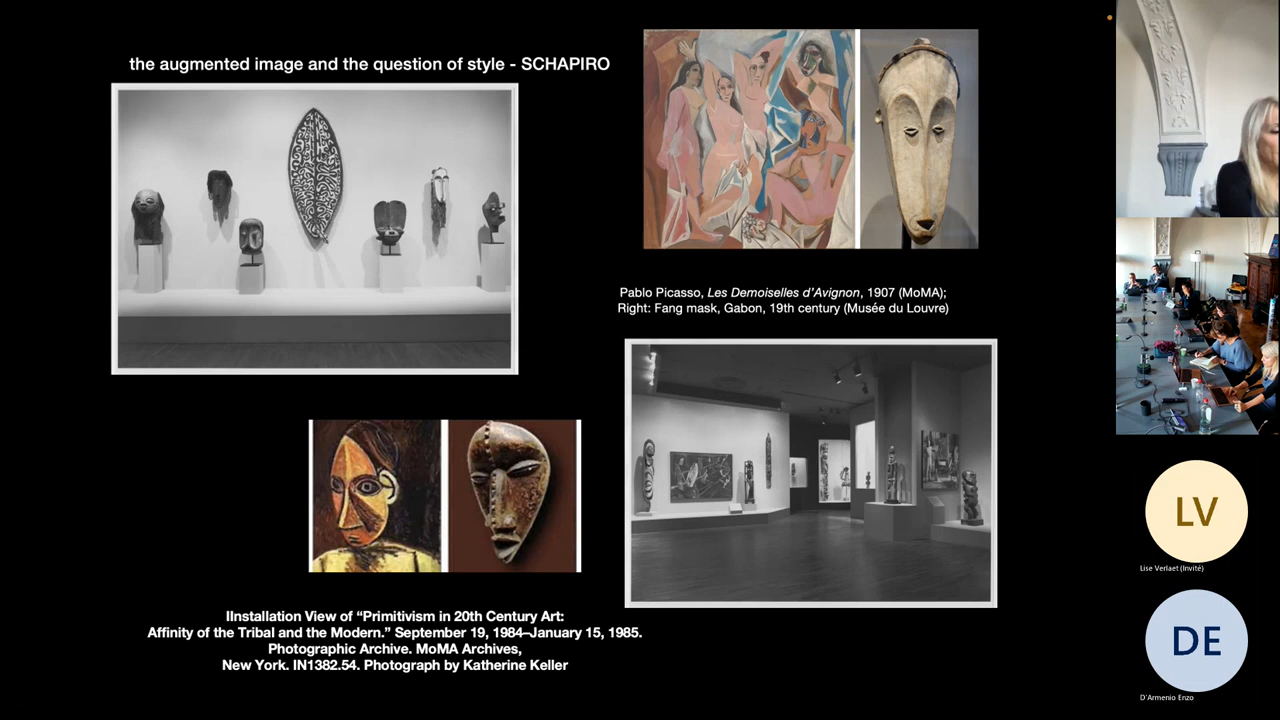 the augmented image and the question of style - SCHAPIRO
Pablo Picasso, Les Demoiselles d'Avignon, 1907 (MoMA);
Right: Fang mask, Gabon, 19th century (Musée du Louvre)
IInstallation View of “Primitivism in 20th Century Art:
Affinity of the Tribal and the Modern.” September 19, 1984–January 15, 1985.
Photographic Archive. MoMA Archives,
New York. IN1382.54. Photograph by Katherine Keller
LV
Lise Verlaet (Invité)
DE
D'Armenio Enzo